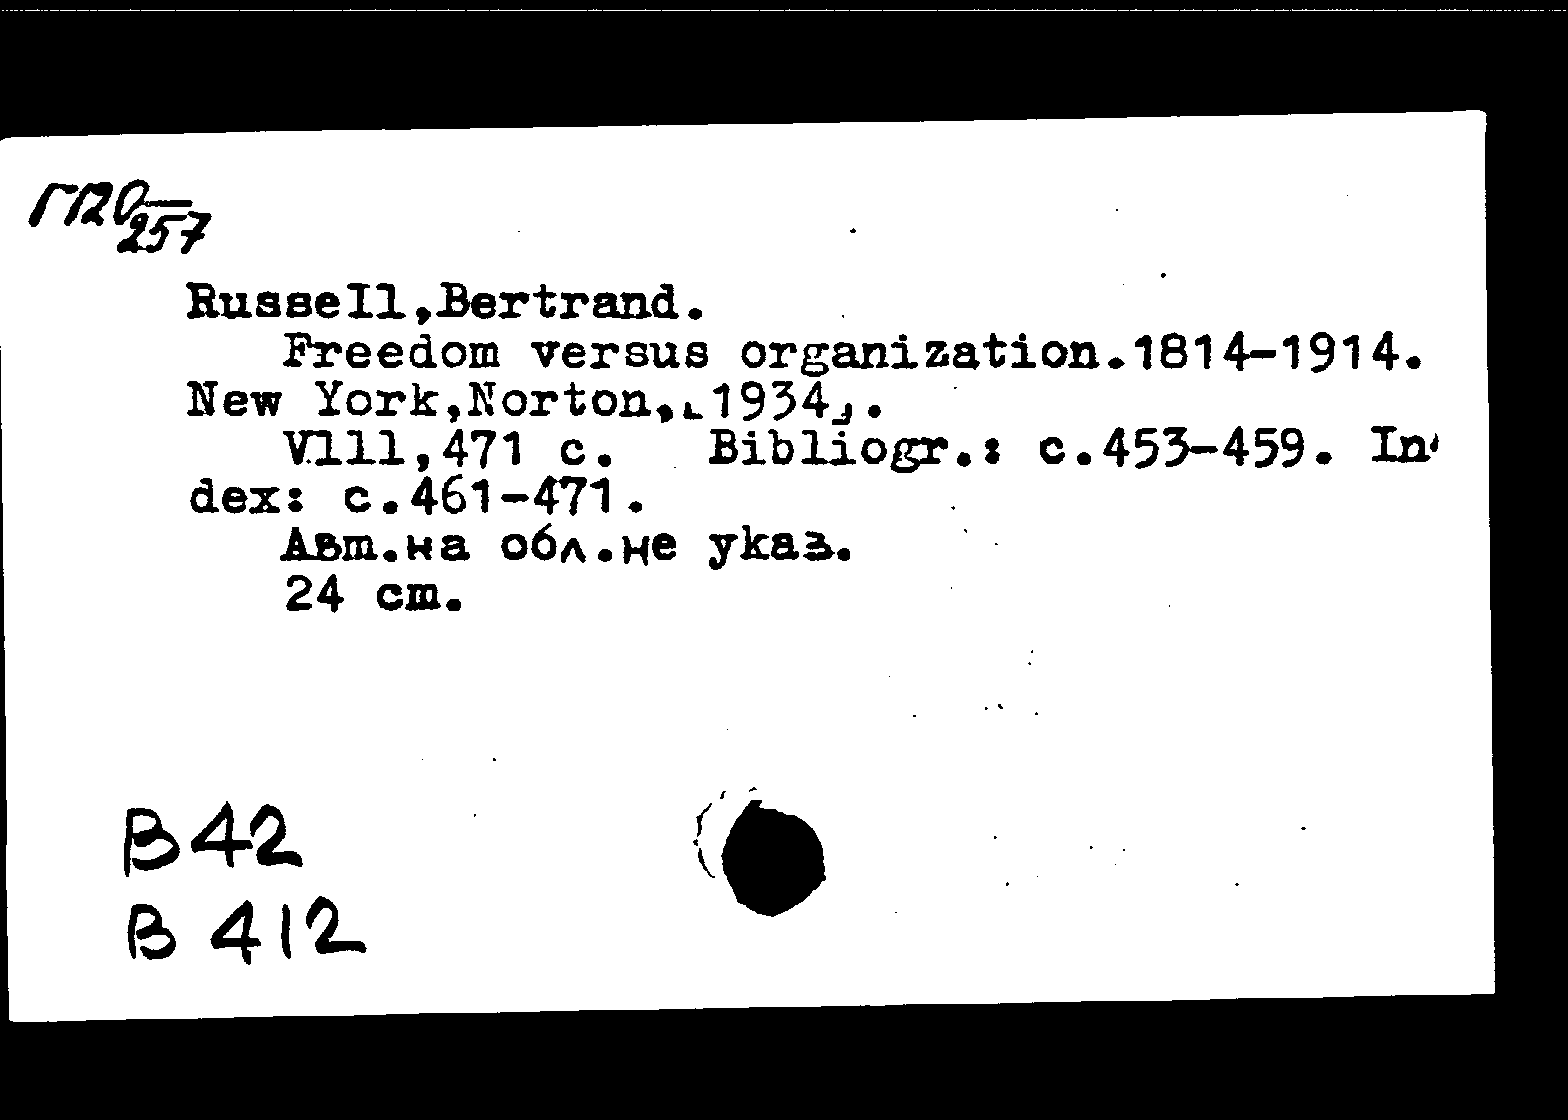 ГП20
257
Russell,Bertrand.
Freedom versus organization.1814-1914.
New York,Norton,⌞1934⌟.
Vlll,471 c. Bibliogr.: c.453-459. In-
dex: c.461-471.
Авт.на обл.не указ.
24 cm.
B42
B 412